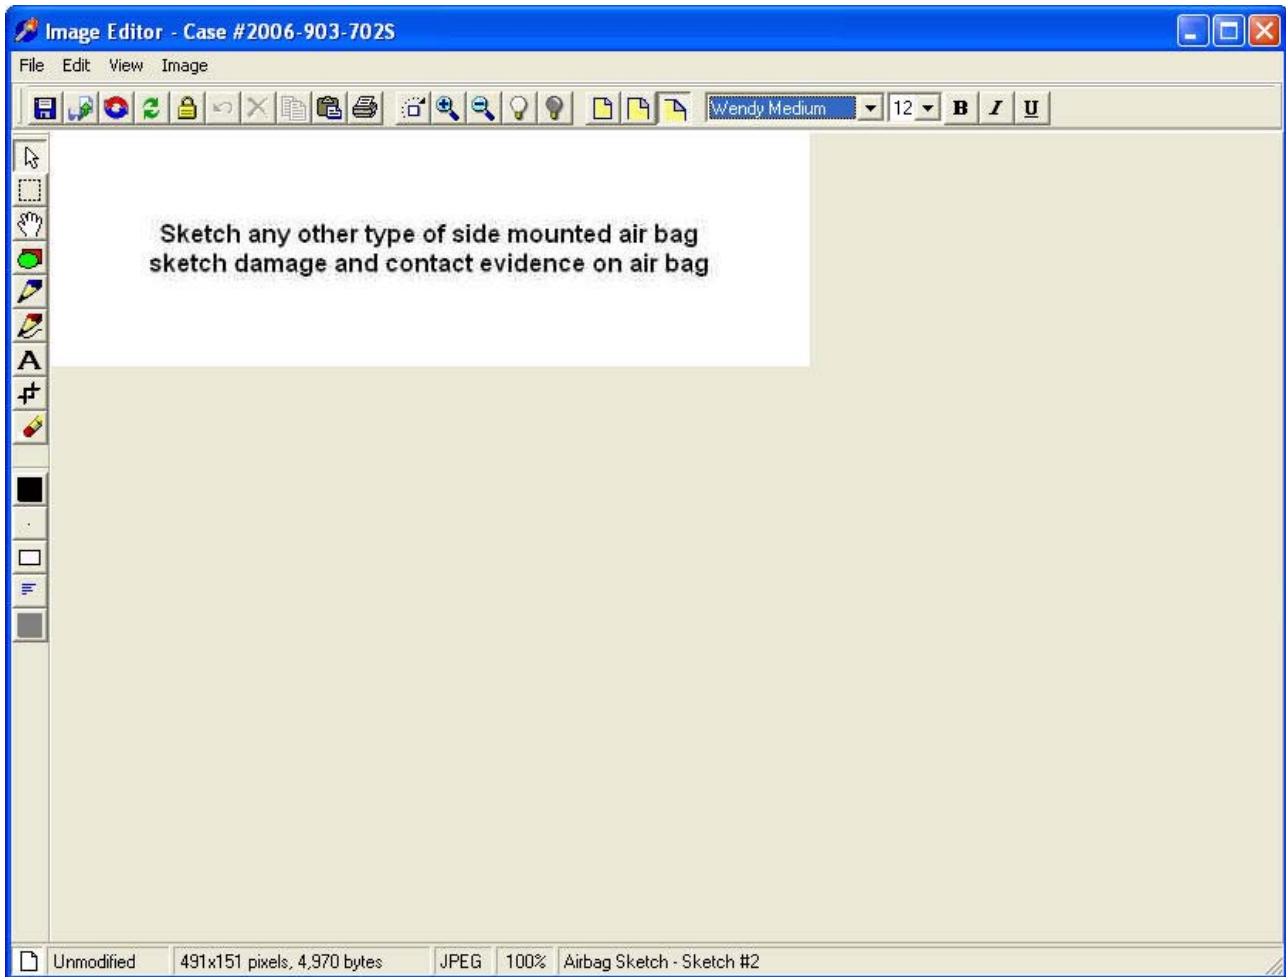 Image Editor - Case #2006-903-702S
File Edit View Image
Wendy Medium 12 B I U
Sketch any other type of side mounted air bag
sketch damage and contact evidence on air bag
A
Unmodified 491x151 pixels, 4,970 bytes JPEG 100% Airbag Sketch - Sketch #2